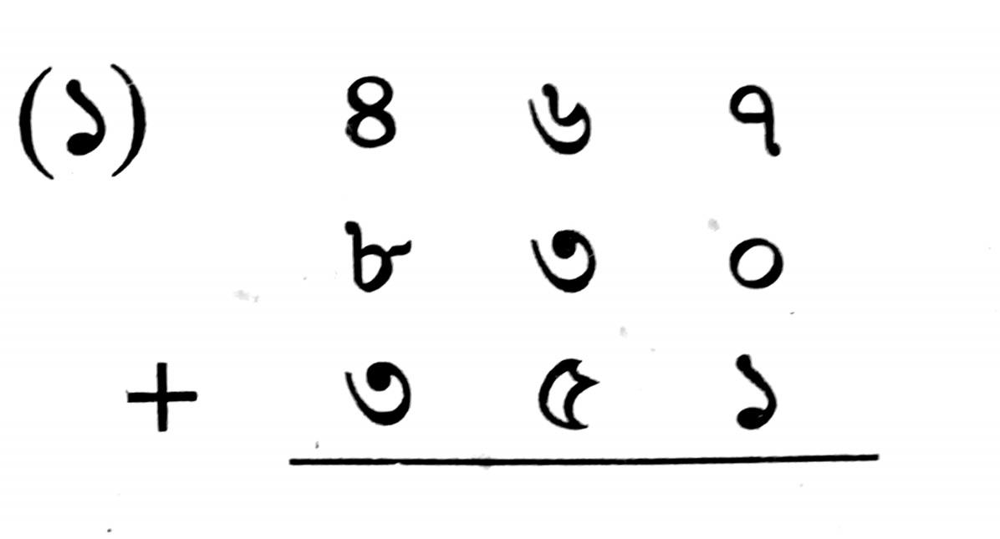 (১) ৪ ৬ ৭
৮ ৩ ০
+ ৩ ৫ ১